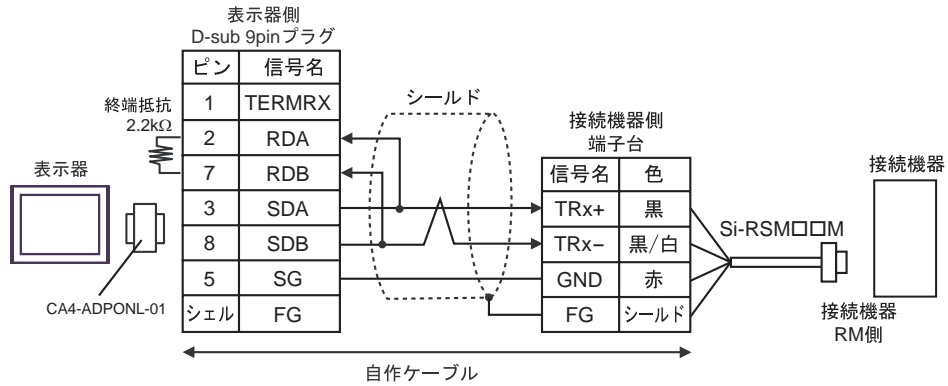 表示器側
D-sub 9pinプラグ
ピン 信号名
1 TERMRX
2 RDA
7 RDB
3 SDA
8 SDB
5 SG
シェル FG
終端抵抗
2.2kΩ
表示器
CA4-ADPONL-01
シールド
接続機器側
端子台
信号名 色
TRx+ 黒
TRx− 黒/白
GND 赤
FG シールド
Si-RSM□□M
接続機器
接続機器
RM側
自作ケーブル